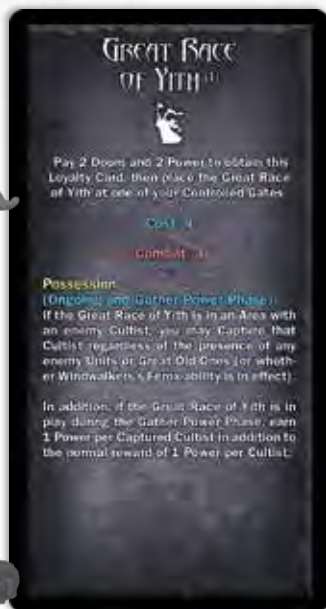 GREAT RACE
OF YITH (1)
Pay 2 Doom and 2 Power to obtain this
Loyalty Card, then place the Great Race
of Yith at one of your Controlled Gates
Cost: 4
Combat:
Possession
(Ongoing and Gather Power Phase):
If the Great Race of Yith is in an Area with
an enemy Cultist, you may Capture that
Cultist regardless of the presence of any
enemy Units or Great Old Ones (or wheth-
er Windwalkers's Ferox ability is in effect).
In addition, if the Great Race of Yith is in
play during the Gather Power Phase, earn
1 Power per Captured Cultist in addition to
the normal reward of 1 Power per Cultist.